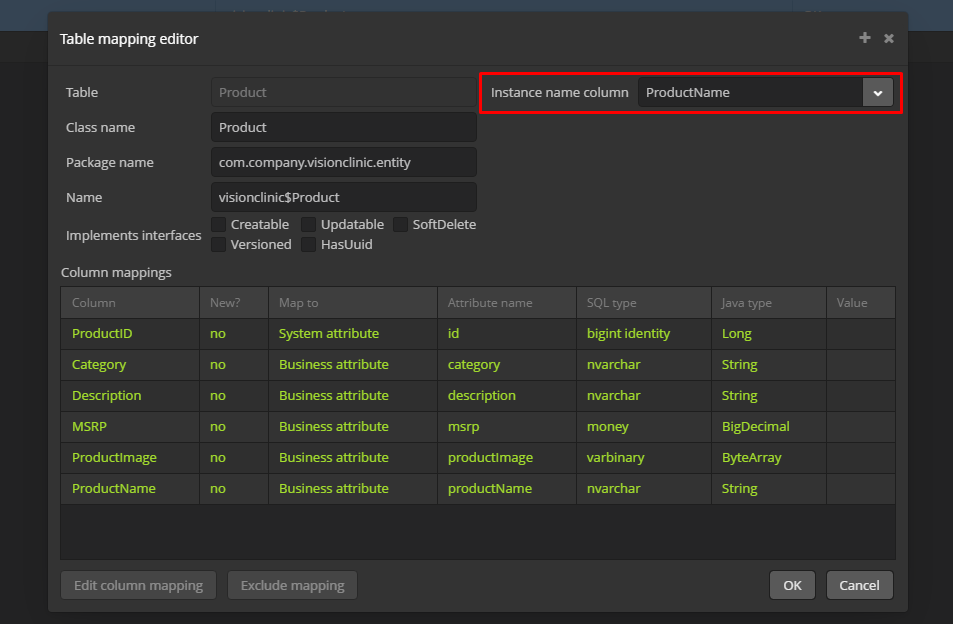 Table mapping editor
Table Product Instance name column ProductName
Class name Product
Package name com.company.visionclinic.entity
Name visionclinic$Product
Implements interfaces Creatable Updatable SoftDelete
Versioned HasUuid
Column mappings
Column New? Map to Attribute name SQL type Java type Value
ProductID no System attribute id bigint identity Long
Category no Business attribute category nvarchar String
Description no Business attribute description nvarchar String
MSRP no Business attribute msrp money BigDecimal
ProductImage no Business attribute productImage varbinary ByteArray
ProductName no Business attribute productName nvarchar String
Edit column mapping Exclude mapping OK Cancel